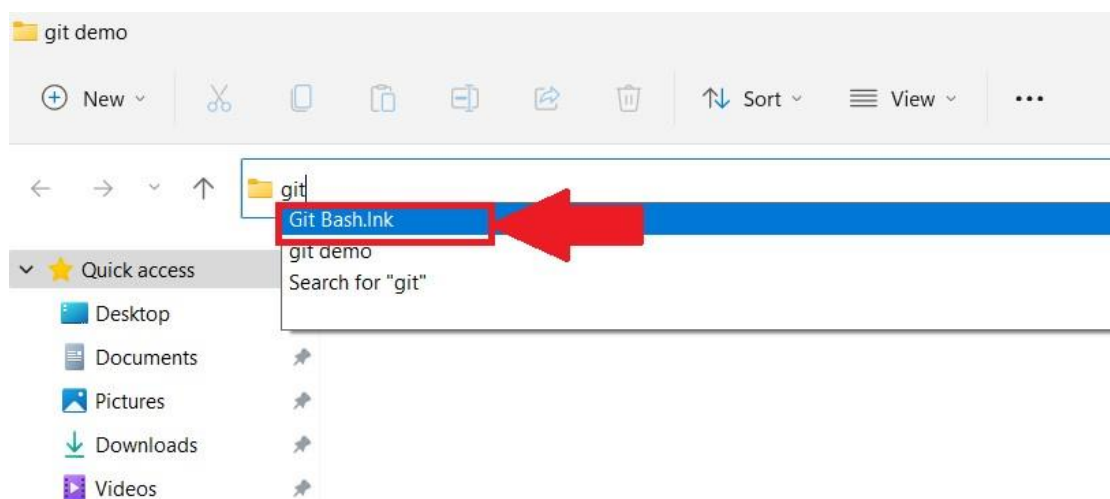 git demo
New Sort View
git
Git Bash.lnk
git demo
Search for "git"
Quick access
Desktop
Documents
Pictures
Downloads
Videos